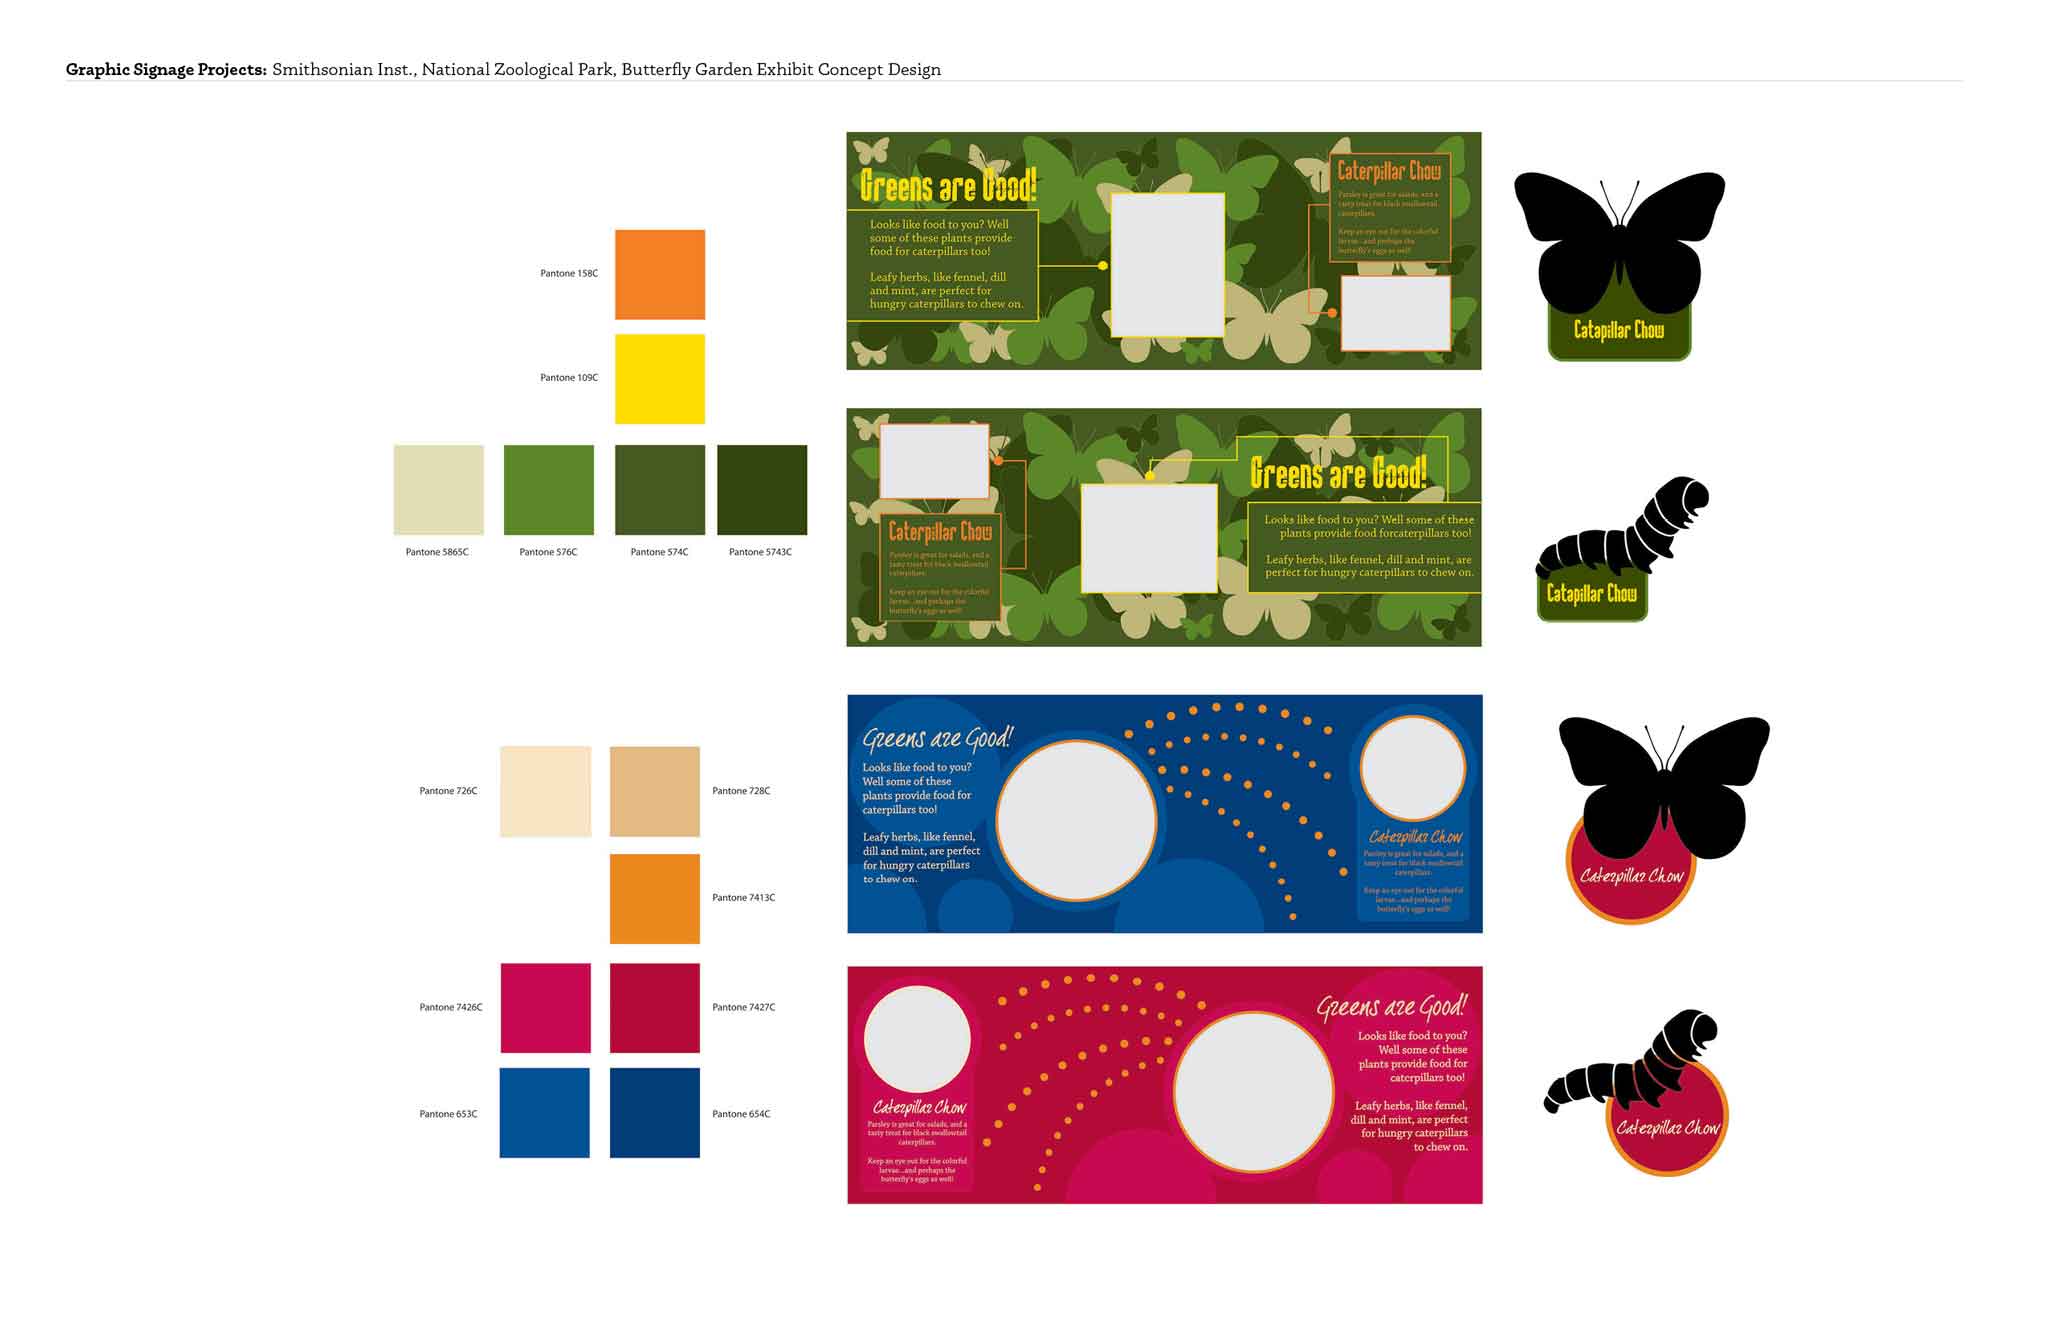 Graphic Signage Projects: Smithsonian Inst., National Zoological Park, Butterfly Garden Exhibit Concept Design
Pantone 158C
Pantone 109C
Pantone 5865C
Pantone 576C
Pantone 574C
Pantone 5743C
Greens are Good!
Looks like food to you? Well
some of these plants provide
food for caterpillars too!
Leafy herbs, like fennel, dill
and mint, are perfect for
hungry caterpillars to chew on.
Caterpillar Chow
Parsley is great for salads, and a
tasty treat for black swallowtail
caterpillars.
Keep an eye out for the colorful
larvae...and perhaps the
butterfly's eggs as well!
Catapillar Chow
Caterpillar Chow
Parsley is great for salads, and a
tasty treat for black swallowtail
caterpillars.
Keep an eye out for the colorful
larvae...and perhaps the
butterfly's eggs as well!
Greens are Good!
Looks like food to you? Well some of these
plants provide food forcaterpillars too!
Leafy herbs, like fennel, dill and mint, are
perfect for hungry caterpillars to chew on.
Catapillar Chow
Pantone 726C
Pantone 728C
Pantone 7413C
Pantone 7426C
Pantone 7427C
Pantone 653C
Pantone 654C
Greens are Good!
Looks like food to you?
Well some of these
plants provide food for
caterpillars too!
Leafy herbs, like fennel,
dill and mint, are perfect
for hungry caterpillars
to chew on.
Caterpillar Chow
Parsley is great for salads, and a
tasty treat for black swallowtail
caterpillars.
Keep an eye out for the colorful
larvae...and perhaps the
butterfly's eggs as well!
Caterpillar Chow
Caterpillar Chow
Parsley is great for salads, and a
tasty treat for black swallowtail
caterpillars.
Keep an eye out for the colorful
larvae...and perhaps the
butterfly's eggs as well!
Greens are Good!
Looks like food to you?
Well some of these
plants provide food for
caterpillars too!
Leafy herbs, like fennel,
dill and mint, are perfect
for hungry caterpillars
to chew on.
Caterpillar Chow